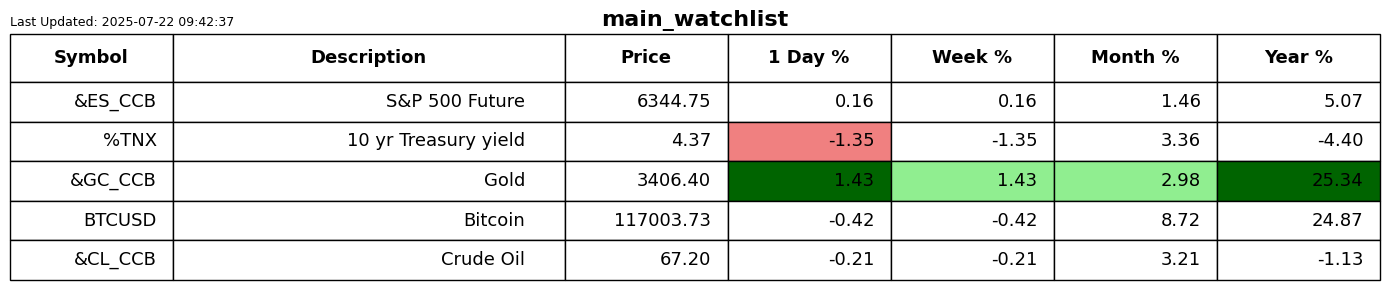 Last Updated: 2025-07-22 09:42:37
main_watchlist
Symbol Description Price 1 Day % Week % Month % Year %
&ES_CCB S&P 500 Future 6344.75 0.16 0.16 1.46 5.07
%TNX 10 yr Treasury yield 4.37 -1.35 -1.35 3.36 -4.40
&GC_CCB Gold 3406.40 1.43 1.43 2.98 25.34
BTCUSD Bitcoin 117003.73 -0.42 -0.42 8.72 24.87
&CL_CCB Crude Oil 67.20 -0.21 -0.21 3.21 -1.13